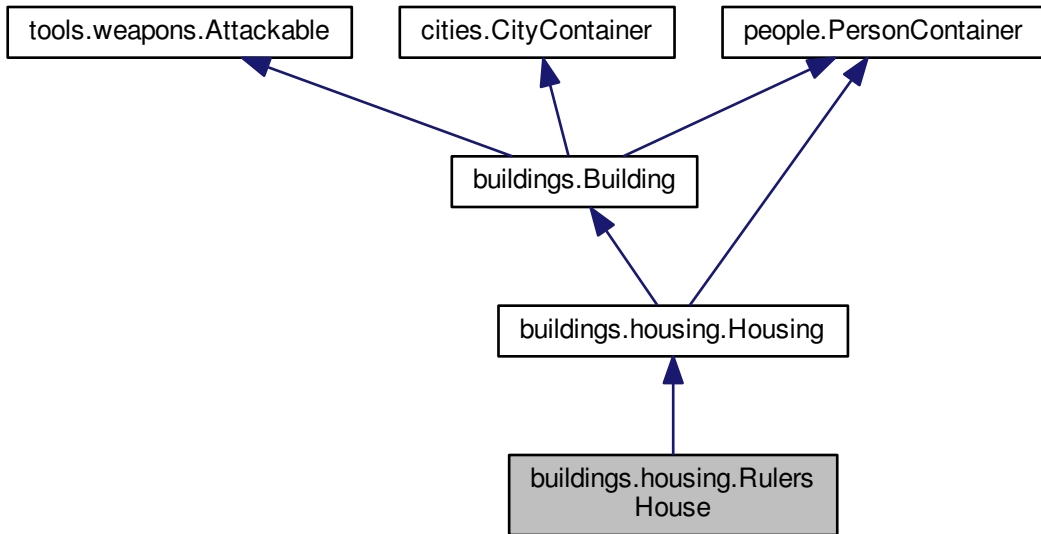 tools.weapons.Attackable
cities.CityContainer
people.PersonContainer
buildings.Building
buildings.housing.Housing
buildings.housing.Rulers
House